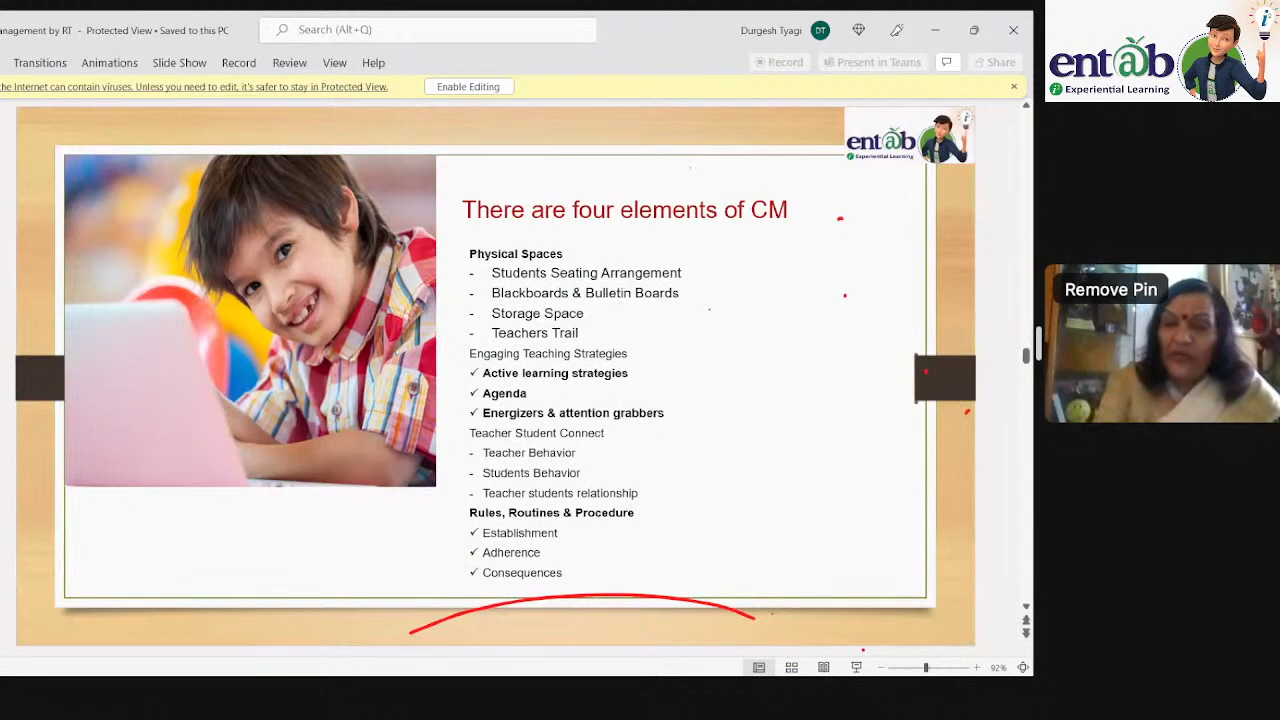 anagement by RT - Protected View • Saved to this PC
Search (Alt+Q)
Durgesh Tyagi
DT
Transitions
Animations
Slide Show
Record
Review
View
Help
Record
Present in Teams
Share
the Internet can contain viruses. Unless you need to edit, it's safer to stay in Protected View.
Enable Editing
entab
i Experiential Learning
entab
Experiential Learning
There are four elements of CM
Physical Spaces
- Students Seating Arrangement
- Blackboards & Bulletin Boards
- Storage Space
- Teachers Trail
Engaging Teaching Strategies
✓ Active learning strategies
✓ Agenda
✓ Energizers & attention grabbers
Teacher Student Connect
- Teacher Behavior
- Students Behavior
- Teacher students relationship
Rules, Routines & Procedure
✓ Establishment
✓ Adherence
✓ Consequences
Remove Pin
92%